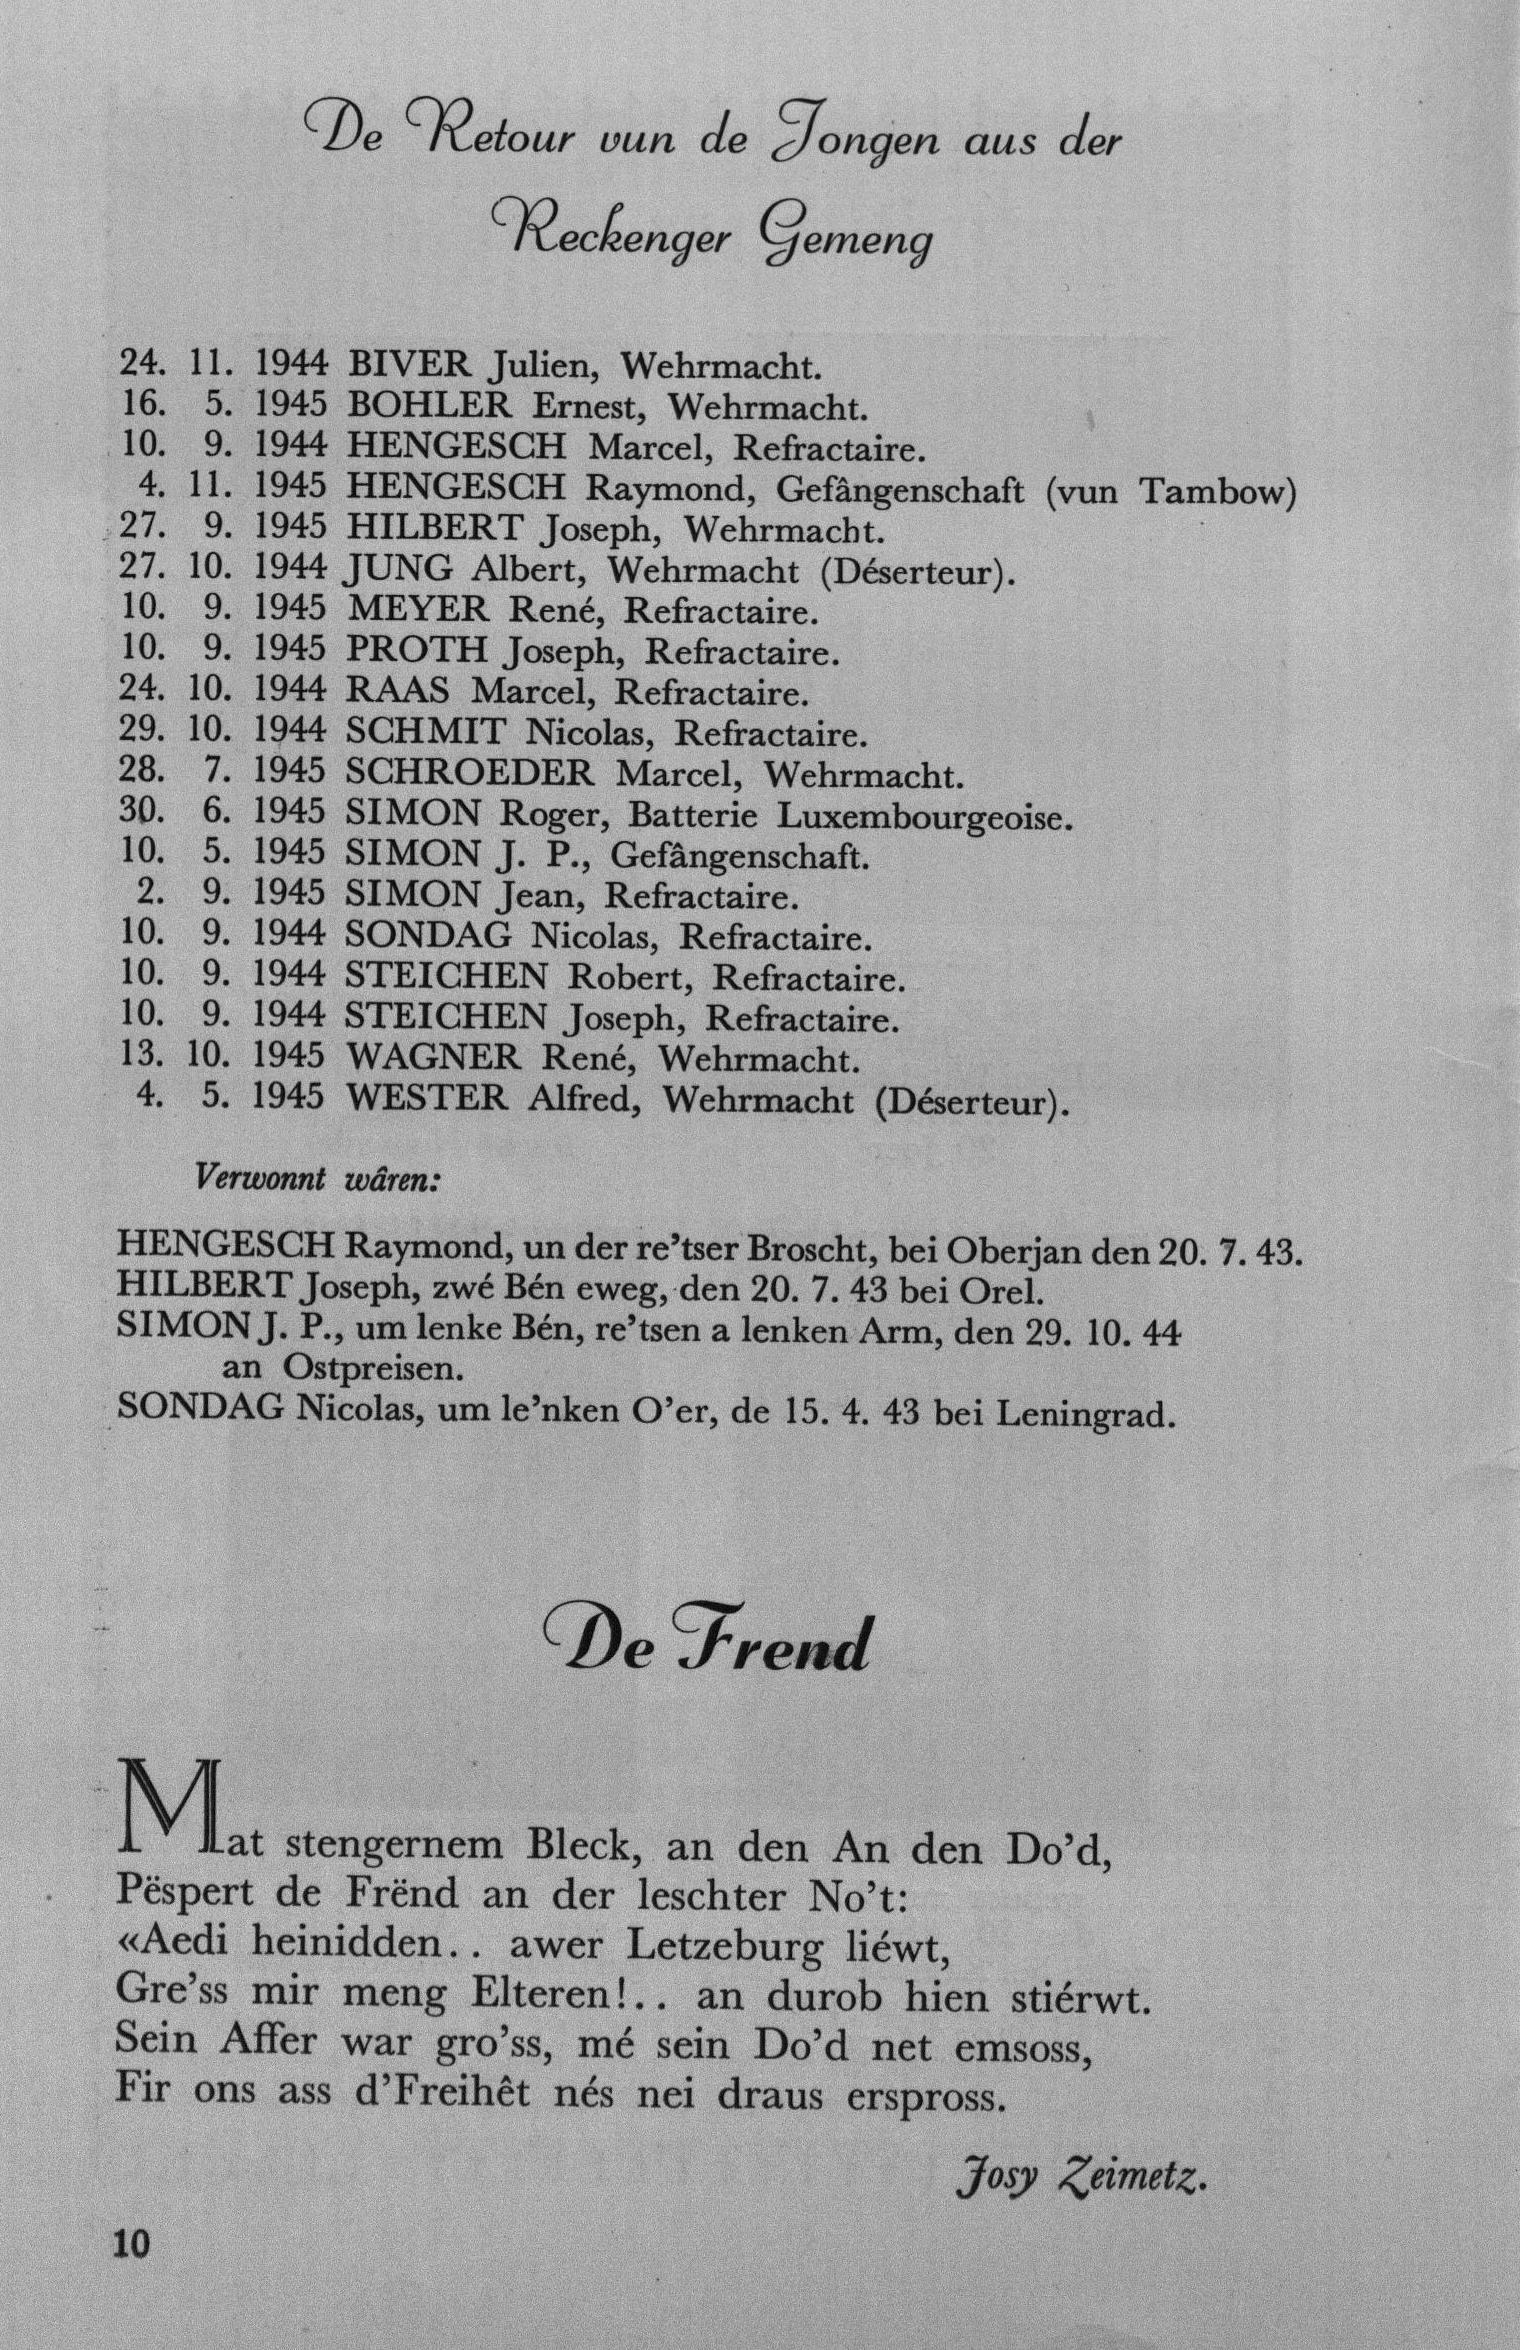 De Retour vun de Jongen aus der
Reckenger Gemeng
24. 11. 1944 BIVER Julien, Wehrmacht.
16. 5. 1945 BOHLER Ernest, Wehrmacht.
10. 9. 1944 HENGESCH Marcel, Refractaire.
4. 11. 1945 HENGESCH Raymond, Gefângenschaft (vun Tambow)
27. 9. 1945 HILBERT Joseph, Wehrmacht.
27. 10. 1944 JUNG Albert, Wehrmacht (Déserteur).
10. 9. 1945 MEYER René, Refractaire.
10. 9. 1945 PROTH Joseph, Refractaire.
24. 10. 1944 RAAS Marcel, Refractaire.
29. 10. 1944 SCHMIT Nicolas, Refractaire.
28. 7. 1945 SCHROEDER Marcel, Wehrmacht.
30. 6. 1945 SIMON Roger, Batterie Luxembourgeoise.
10. 5. 1945 SIMON J. P., Gefângenschaft.
2. 9. 1945 SIMON Jean, Refractaire.
10. 9. 1944 SONDAG Nicolas, Refractaire.
10. 9. 1944 STEICHEN Robert, Refractaire.
10. 9. 1944 STEICHEN Joseph, Refractaire.
13. 10. 1945 WAGNER René, Wehrmacht.
4. 5. 1945 WESTER Alfred, Wehrmacht (Déserteur).
Verwonnt wâren:
HENGESCH Raymond, un der re'tser Broscht, bei Oberjan den 20. 7. 43.
HILBERT Joseph, zwé Bén eweg, den 20. 7. 43 bei Orel.
SIMON J. P., um lenke Bén, re'tsen a lenken Arm, den 29. 10. 44
an Ostpreisen.
SONDAG Nicolas, um le'nken O'er, de 15. 4. 43 bei Leningrad.
De Frend
Mat stengernem Bleck, an den An den Do'd,
Pëspert de Frënd an der leschter No't:
«Aedi heinidden.. awer Letzeburg liéwt,
Gre'ss mir meng Elteren!.. an durob hien stiérwt.
Sein Affer war gro'ss, mé sein Do'd net emsoss,
Fir ons ass d'Freihêt nés nei draus erspross.
Josy Zeimetz.
10